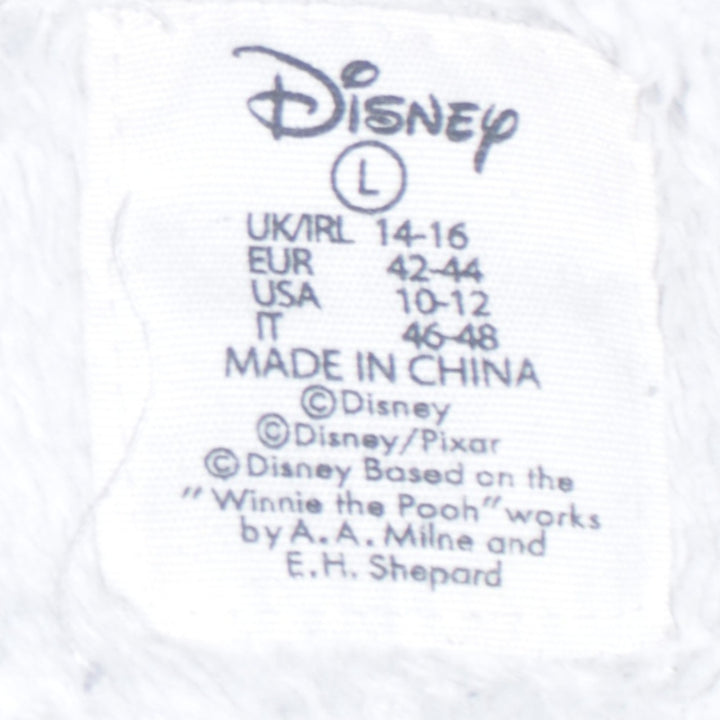 Disney
L
UK/IRL 14-16
EUR 42-44
USA 10-12
IT 46-48
MADE IN CHINA
©Disney
©Disney/Pixar
©Disney Based on the
"Winnie the Pooh" works
by A. A. Milne and
E.H. Shepard